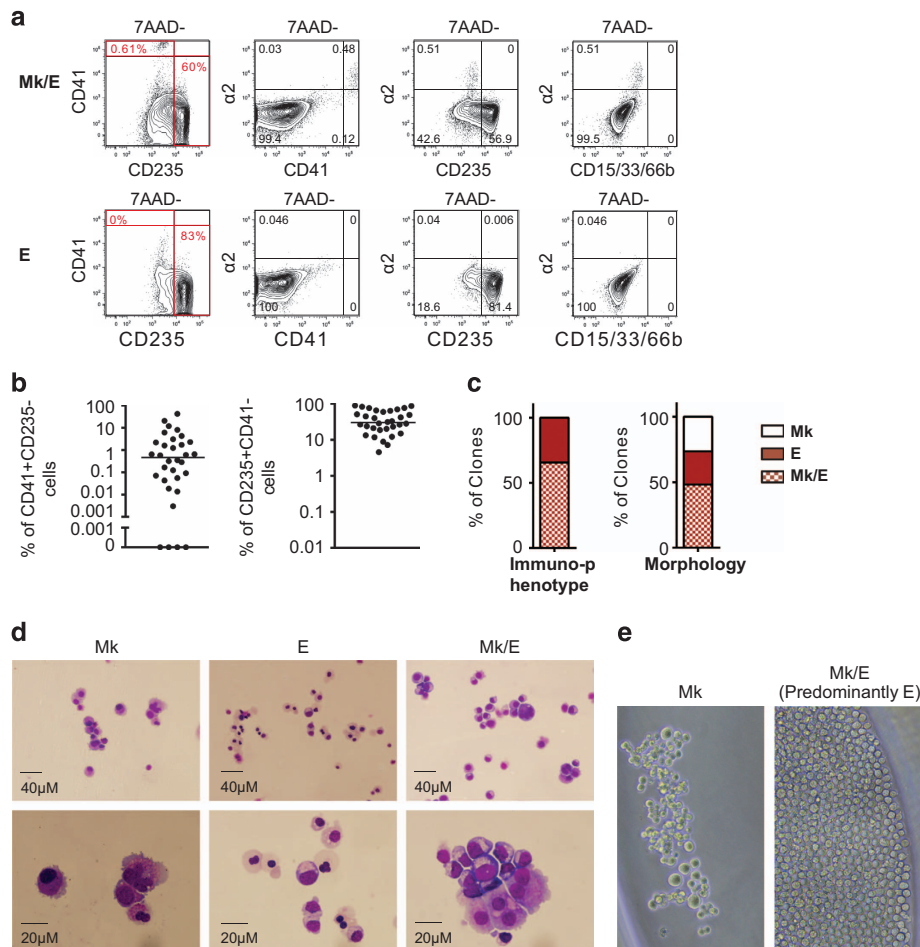 a
7AAD- 7AAD- 7AAD- 7AAD-
Mk/E
CD41 0.61% 60% CD235
α2 0.03 0.48 99.4 0.12 CD41
α2 0.51 0 42.6 56.9 CD235
α2 0.51 0 99.5 0 CD15/33/66b
7AAD- 7AAD- 7AAD- 7AAD-
E
CD41 0% 83% CD235
α2 0.046 0 100 0 CD41
α2 0.04 0.006 18.6 81.4 CD235
α2 0.046 0 100 0 CD15/33/66b
b
% of CD41+CD235-
cells
100
10
1
0.1
0.01
0.001
0.001
0
% of CD235+CD41-
cells
100
10
1
0.1
0.01
c
% of Clones
100
50
0
Immuno-p
henotype
% of Clones
100
50
0
Morphology
Mk
E
Mk/E
d
Mk E Mk/E
40µM 40µM 40µM
20µM 20µM 20µM
e
Mk
Mk/E
(Predominantly E)